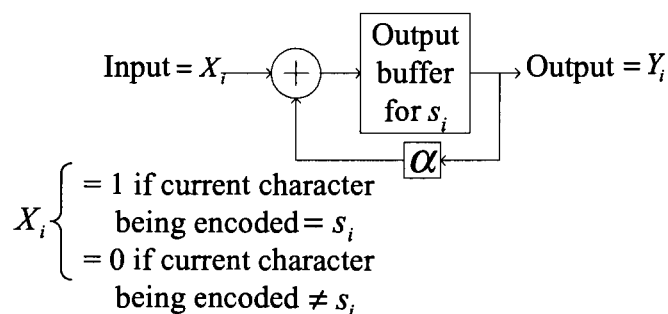 Input = X_i
+
Output
buffer
for s_i
Output = Y_i
α
X_i { = 1 if current character
being encoded = s_i
= 0 if current character
being encoded ≠ s_i